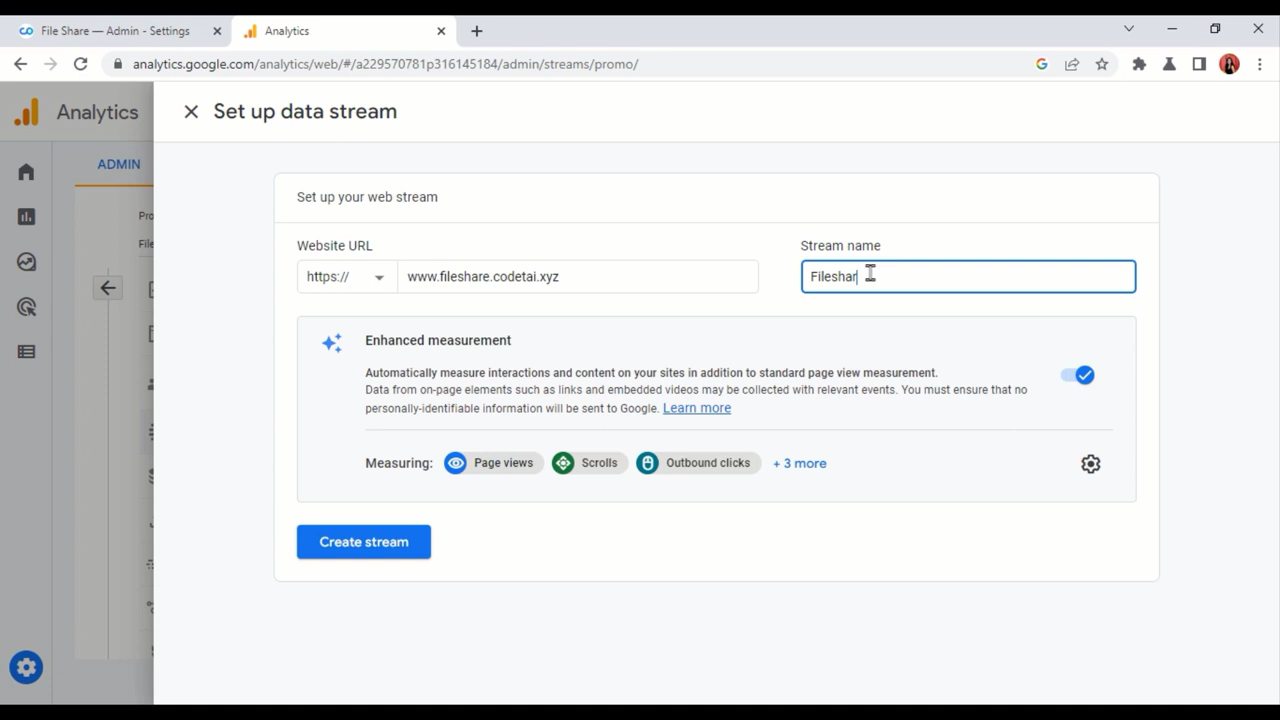 File Share — Admin - Settings
Analytics
analytics.google.com/analytics/web/#/a229570781p316145184/admin/streams/promo/
Analytics
Set up data stream
ADMIN
Pro
File
Set up your web stream
Website URL
Stream name
https://
www.fileshare.codetai.xyz
Fileshar
Enhanced measurement
Automatically measure interactions and content on your sites in addition to standard page view measurement.
Data from on-page elements such as links and embedded videos may be collected with relevant events. You must ensure that no
personally-identifiable information will be sent to Google. Learn more
Measuring:
Page views
Scrolls
Outbound clicks
+ 3 more
Create stream